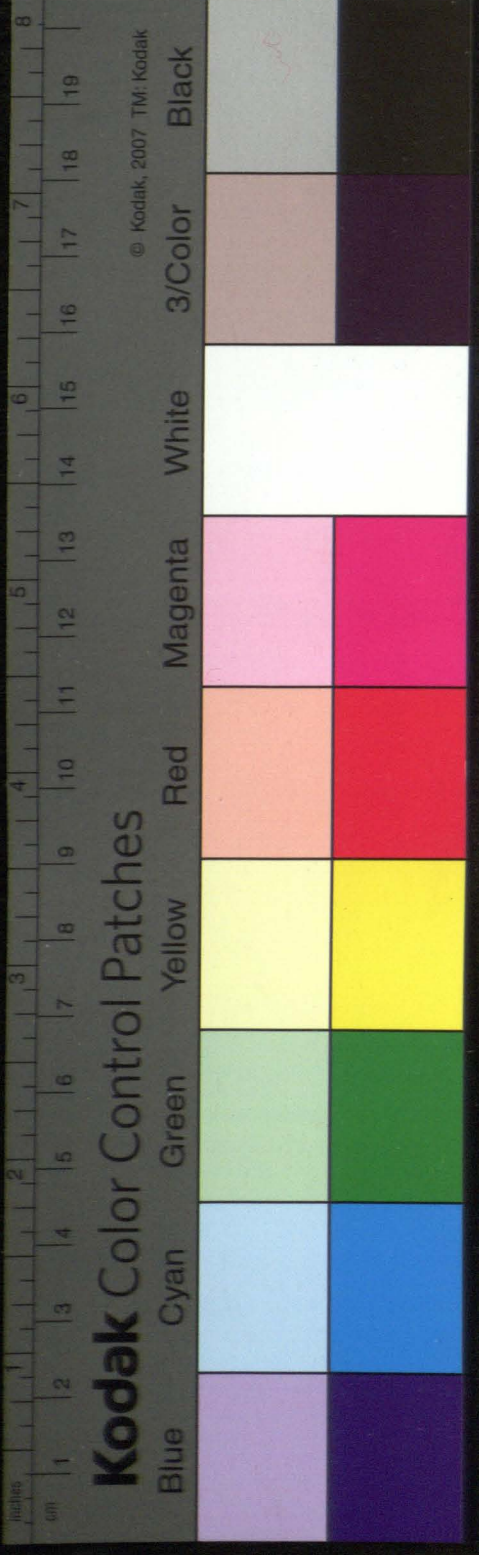 inches 1 2 3 4 5 6 7 8
cm 1 2 3 4 5 6 7 8 9 10 11 12 13 14 15 16 17 18 19
Kodak Color Control Patches © Kodak, 2007 TM: Kodak
Blue Cyan Green Yellow Red Magenta White 3/Color Black